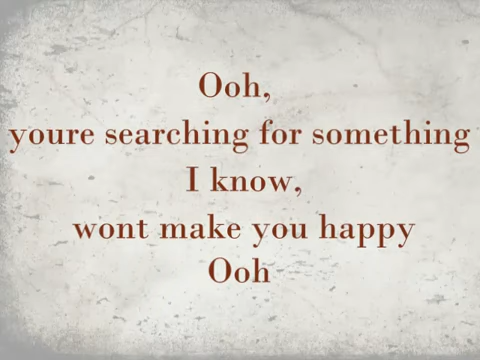 Ooh,
youre searching for something
I know,
wont make you happy
Ooh